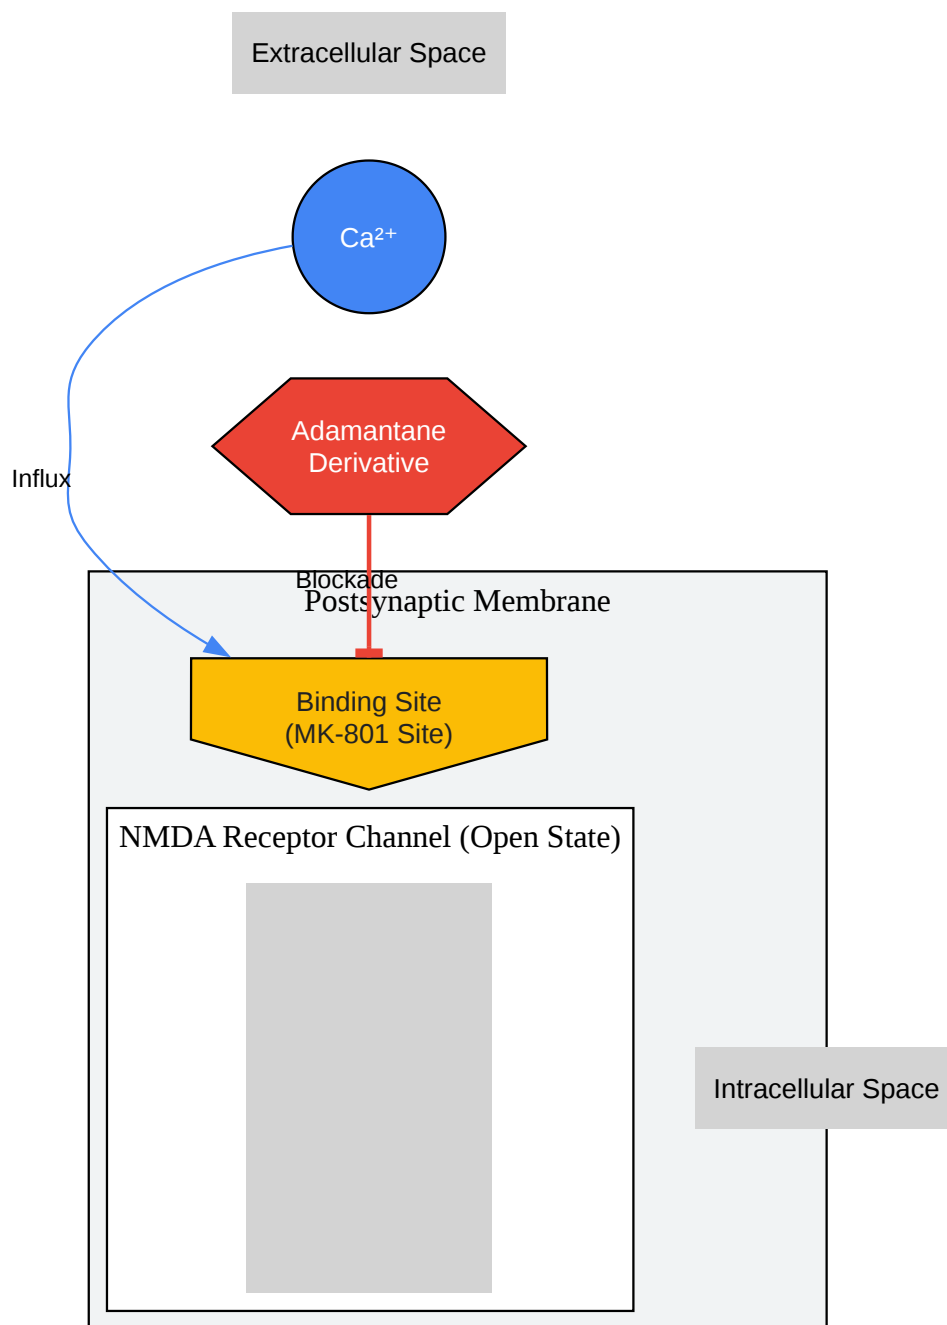 Extracellular Space
Ca²⁺
Adamantane
Derivative
Influx
Blockade
Postsynaptic Membrane
Binding Site
(MK-801 Site)
NMDA Receptor Channel (Open State)
Intracellular Space